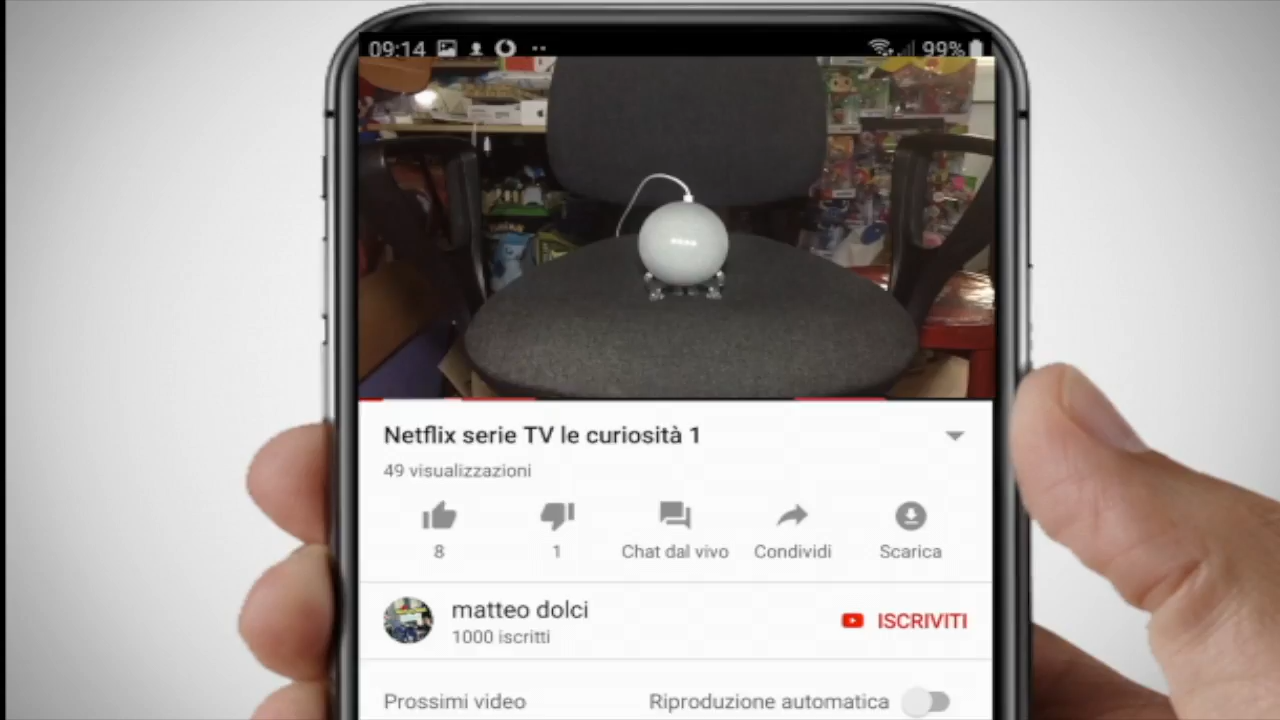 09:14 99%
Netflix serie TV le curiosità 1
49 visualizzazioni
8 1 Chat dal vivo Condividi Scarica
matteo dolci
1000 iscritti
ISCRIVITI
Prossimi video Riproduzione automatica